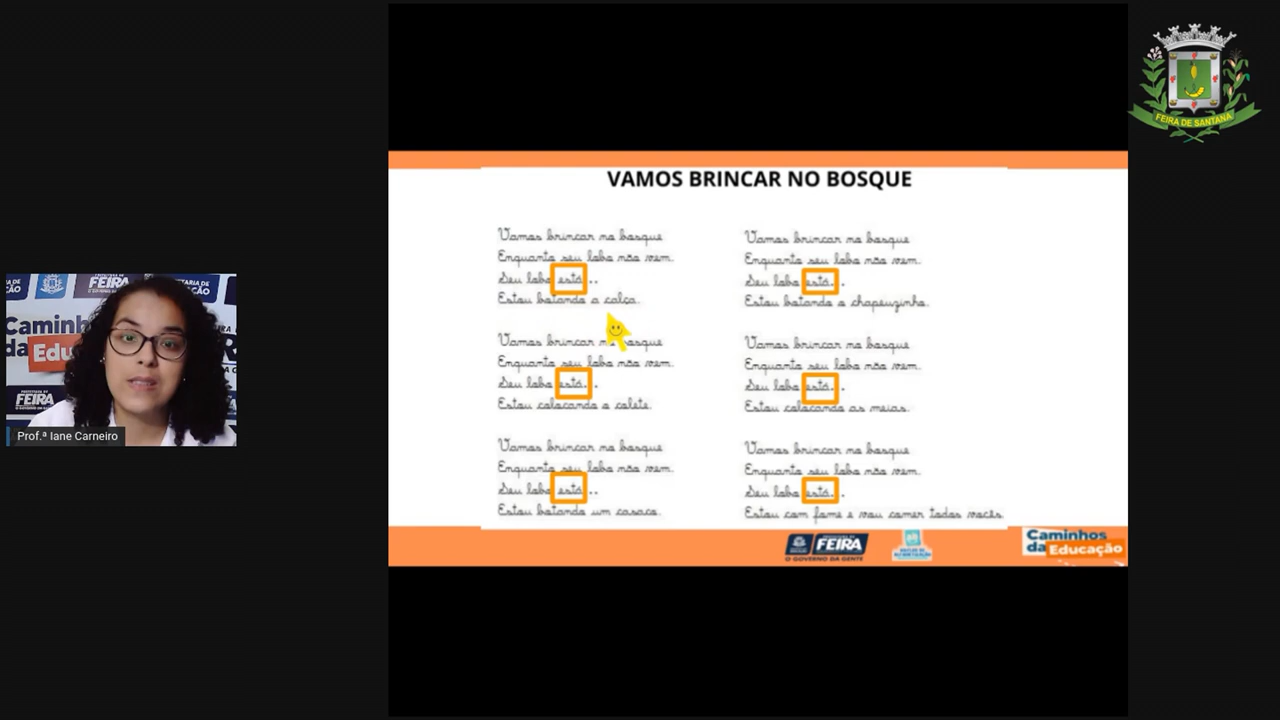 FEIRA DE SANTANA
VAMOS BRINCAR NO BOSQUE
Vamos brincar no bosque
Enquanto seu lobo não vem.
Seu lobo está...
Estou botando a calça.
Vamos brincar no bosque
Enquanto seu lobo não vem.
Seu lobo está...
Estou colocando o colete.
Vamos brincar no bosque
Enquanto seu lobo não vem.
Seu lobo está...
Estou botando um casaco.
Vamos brincar no bosque
Enquanto seu lobo não vem.
Seu lobo está...
Estou botando o chapeuzinho.
Vamos brincar no bosque
Enquanto seu lobo não vem.
Seu lobo está...
Estou colocando as meias.
Vamos brincar no bosque
Enquanto seu lobo não vem.
Seu lobo está...
Estou com fome e vou comer todos vocês.
FEIRA
O GOVERNO DA GENTE
Caminhos
da Educação
Caminh
da Edu
FEIRA
Prof.ª Iane Carneiro